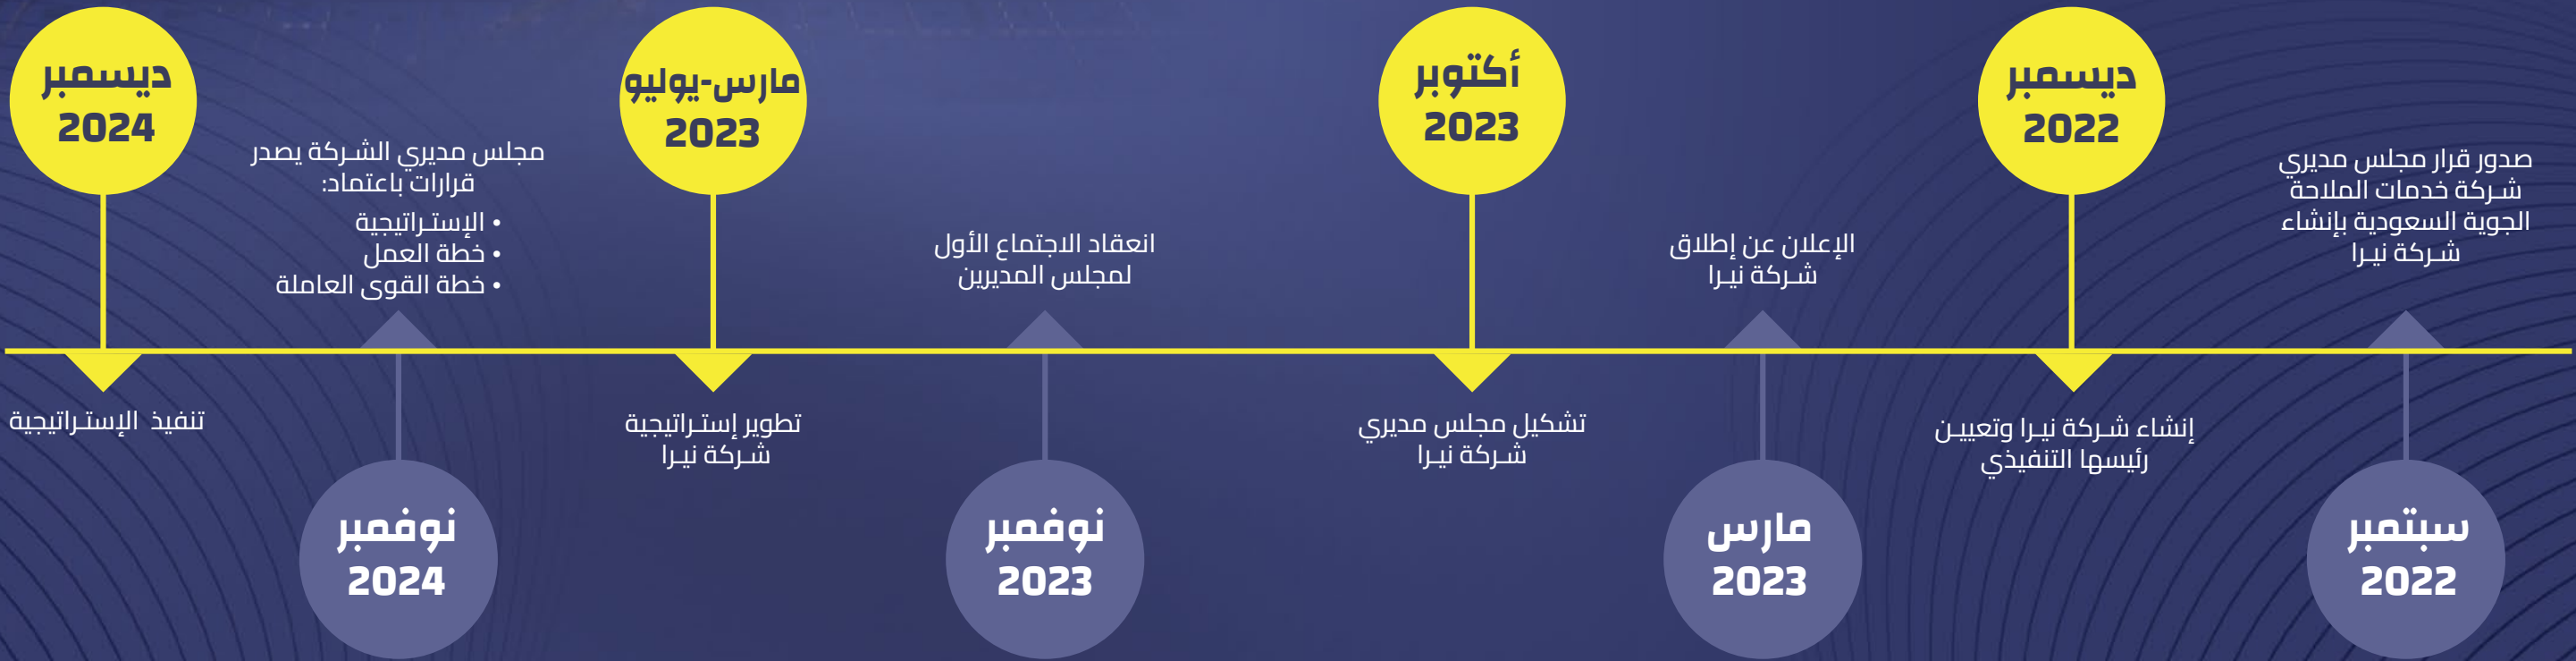 سبتمبر
2022
صدور قرار مجلس مديري
شركة خدمات الملاحة
الجوية السعودية بإنشاء
شركة نيرا
ديسمبر
2022
إنشاء شركة نيرا وتعيين
رئيسها التنفيذي
مارس
2023
الإعلان عن إطلاق
شركة نيرا
أكتوبر
2023
تشكيل مجلس مديري
شركة نيرا
نوفمبر
2023
انعقاد الاجتماع الأول
لمجلس المديرين
مارس-يوليو
2023
تطوير إستراتيجية
شركة نيرا
نوفمبر
2024
مجلس مديري الشركة يصدر
قرارات باعتماد:
• الإستراتيجية
• خطة العمل
• خطة القوى العاملة
ديسمبر
2024
تنفيذ الإستراتيجية